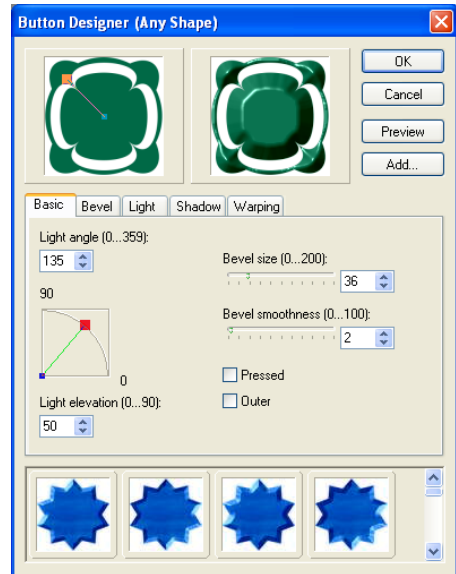 Button Designer (Any Shape)
OK
Cancel
Preview
Add...
Basic Bevel Light Shadow Warping
Light angle (0...359):
135
Bevel size (0...200):
36
90
Bevel smoothness (0...100):
2
0
Pressed
Light elevation (0...90):
Outer
50